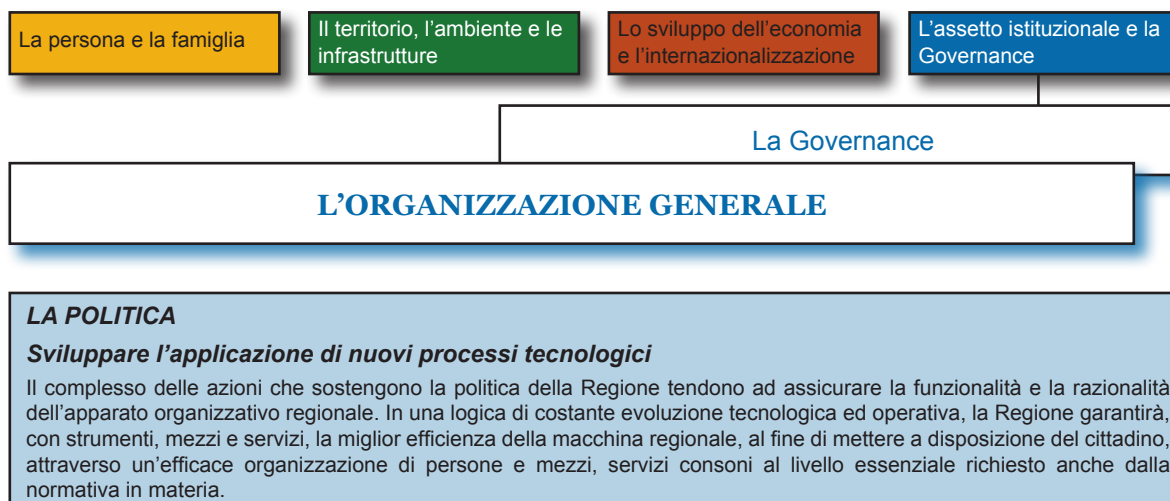 La persona e la famiglia
Il territorio, l’ambiente e le
infrastrutture
Lo sviluppo dell’economia
e l’internazionalizzazione
L’assetto istituzionale e la
Governance
La Governance
L’ORGANIZZAZIONE GENERALE
LA POLITICA
Sviluppare l’applicazione di nuovi processi tecnologici
Il complesso delle azioni che sostengono la politica della Regione tendono ad assicurare la funzionalità e la razionalità
dell’apparato organizzativo regionale. In una logica di costante evoluzione tecnologica ed operativa, la Regione garantirà,
con strumenti, mezzi e servizi, la miglior efficienza della macchina regionale, al fine di mettere a disposizione del cittadino,
attraverso un’efficace organizzazione di persone e mezzi, servizi consoni al livello essenziale richiesto anche dalla
normativa in materia.